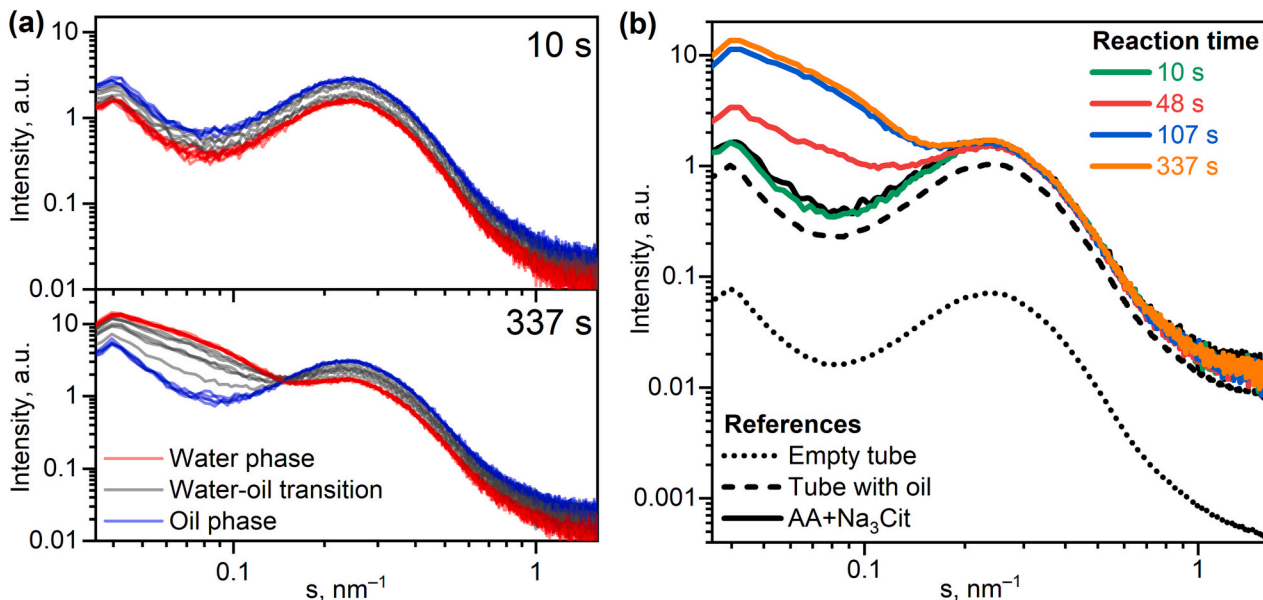 (a)
10 s
Intensity, a.u.
10
1
0.1
0.01
337 s
Intensity, a.u.
10
1
0.1
0.01
Water phase
Water-oil transition
Oil phase
0.1
1
s, nm⁻¹
(b)
Reaction time
10 s
48 s
107 s
337 s
Intensity, a.u.
10
1
0.1
0.01
0.001
References
Empty tube
Tube with oil
AA+Na₃Cit
0.1
1
s, nm⁻¹